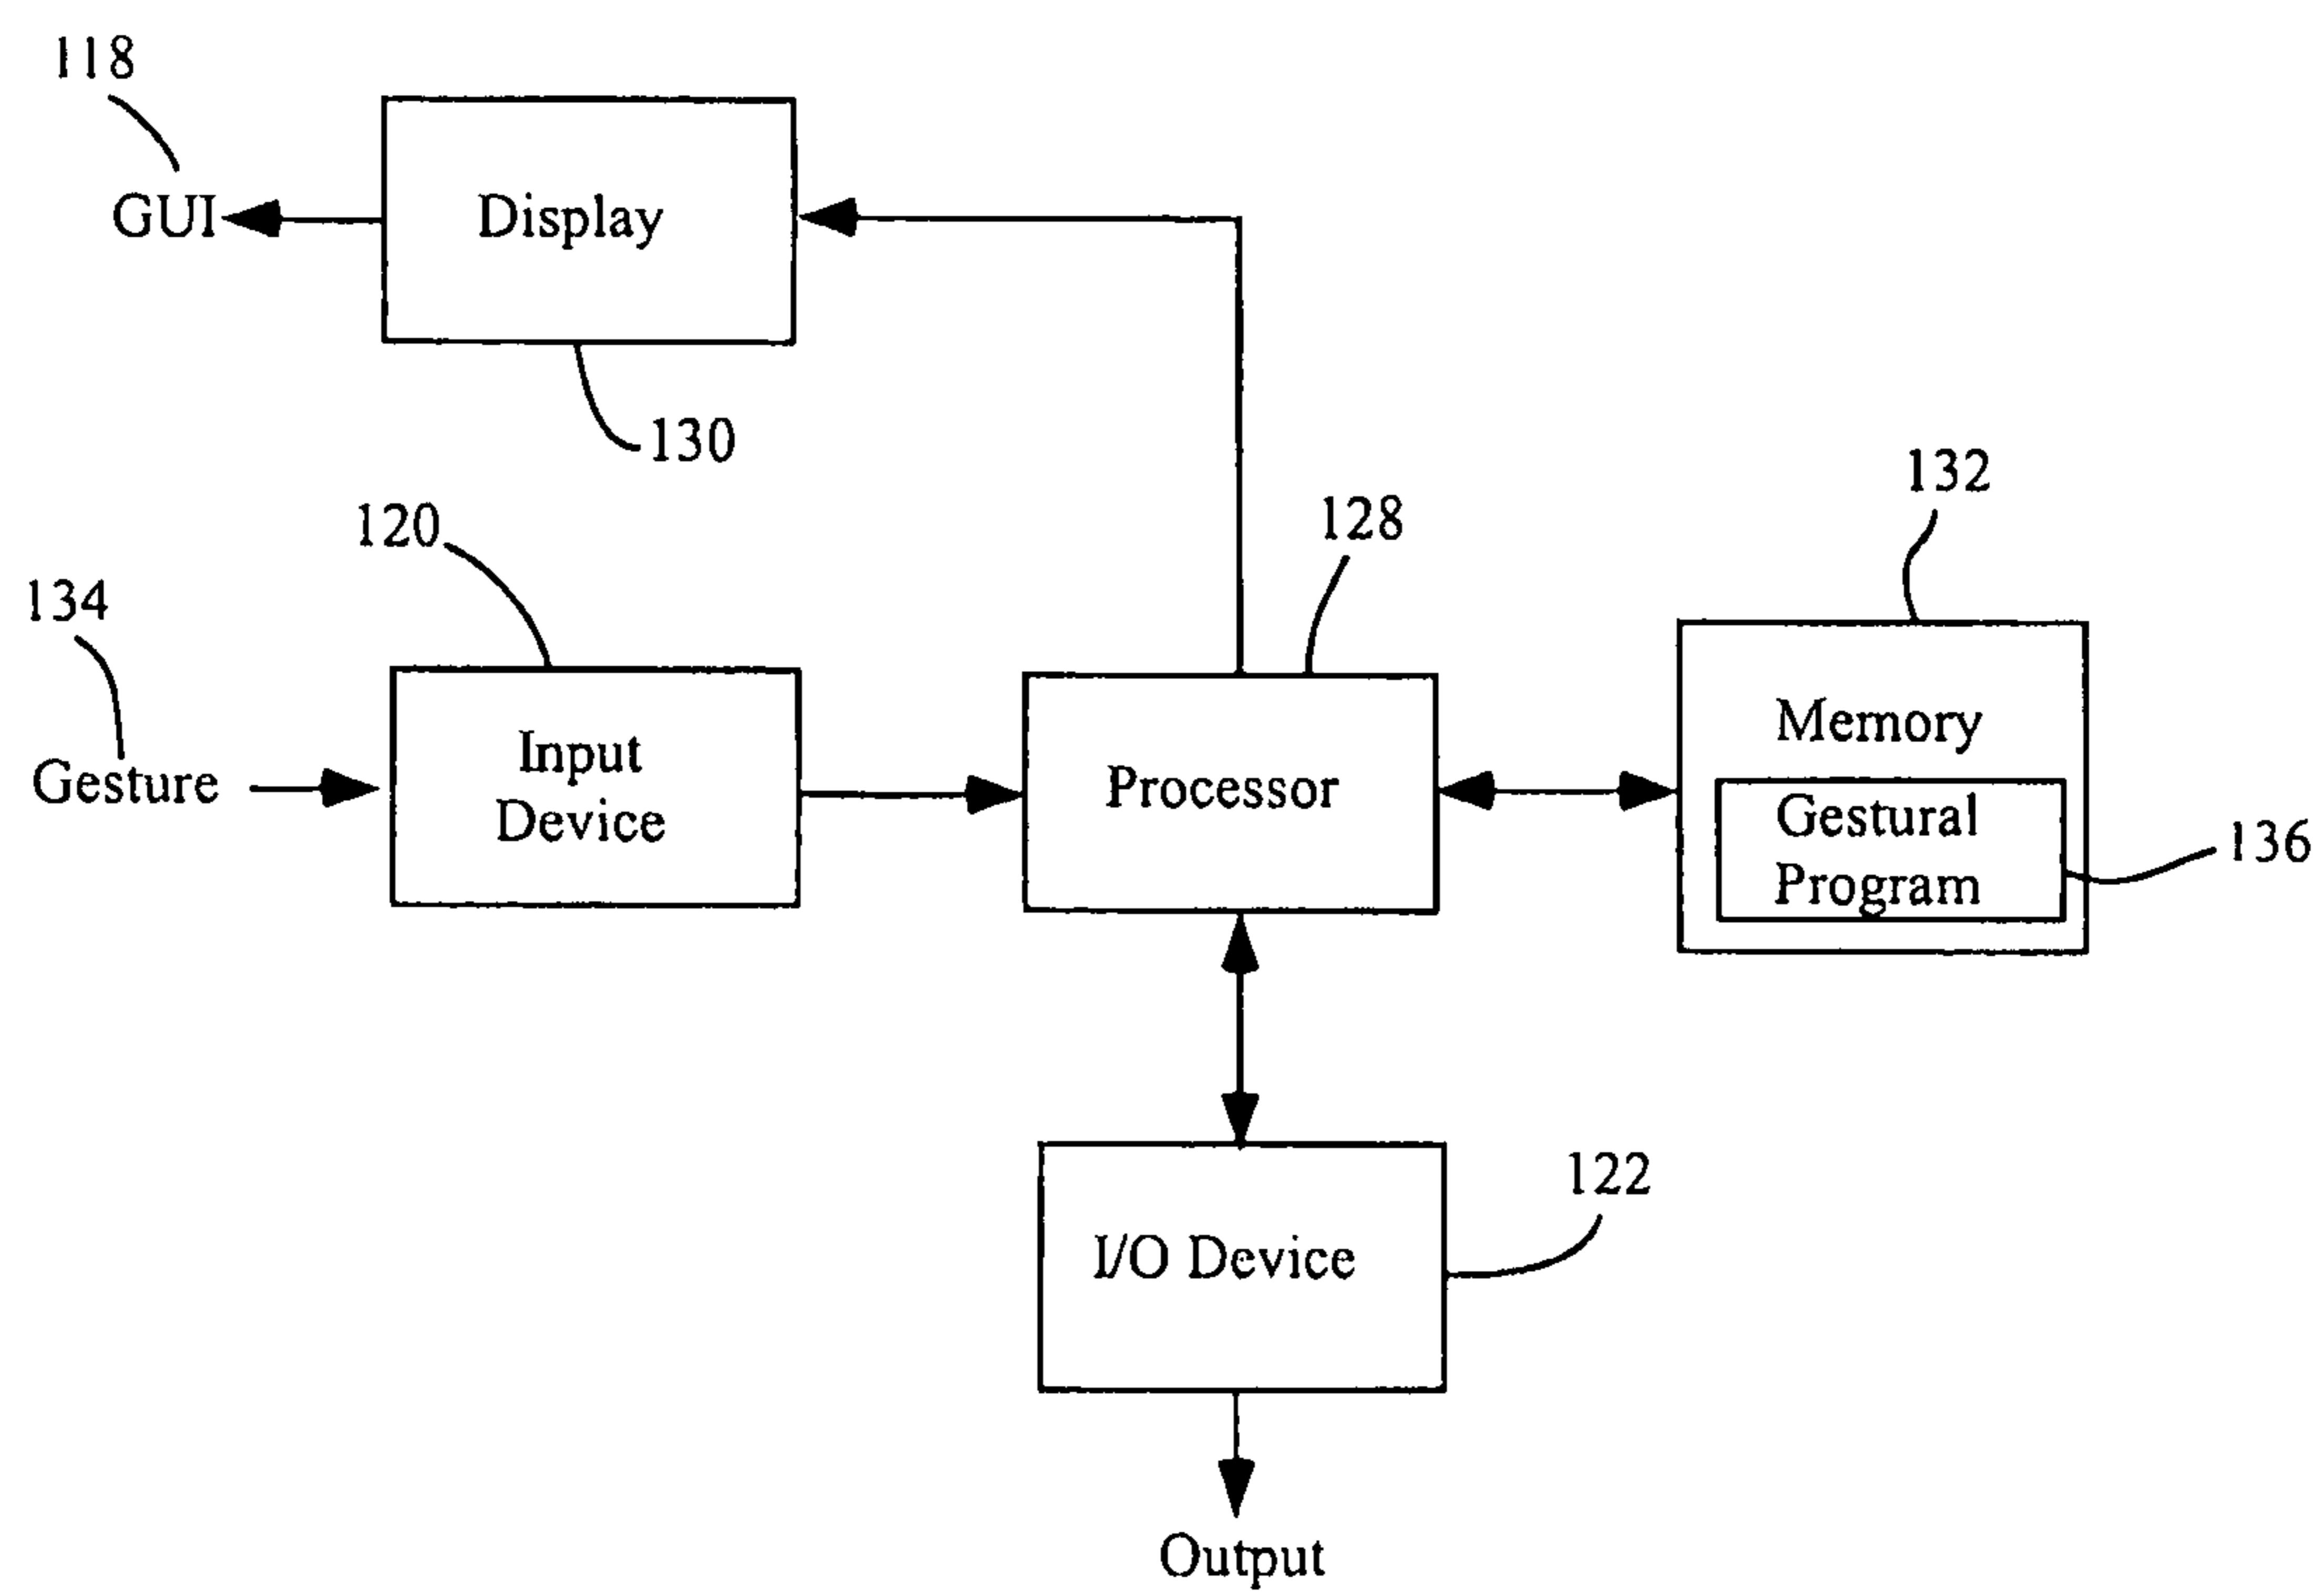 118
GUI
Display
130
132
128
120
134
Input
Device
Gesture
Processor
Memory
Gestural
Program
136
122
I/O Device
Output